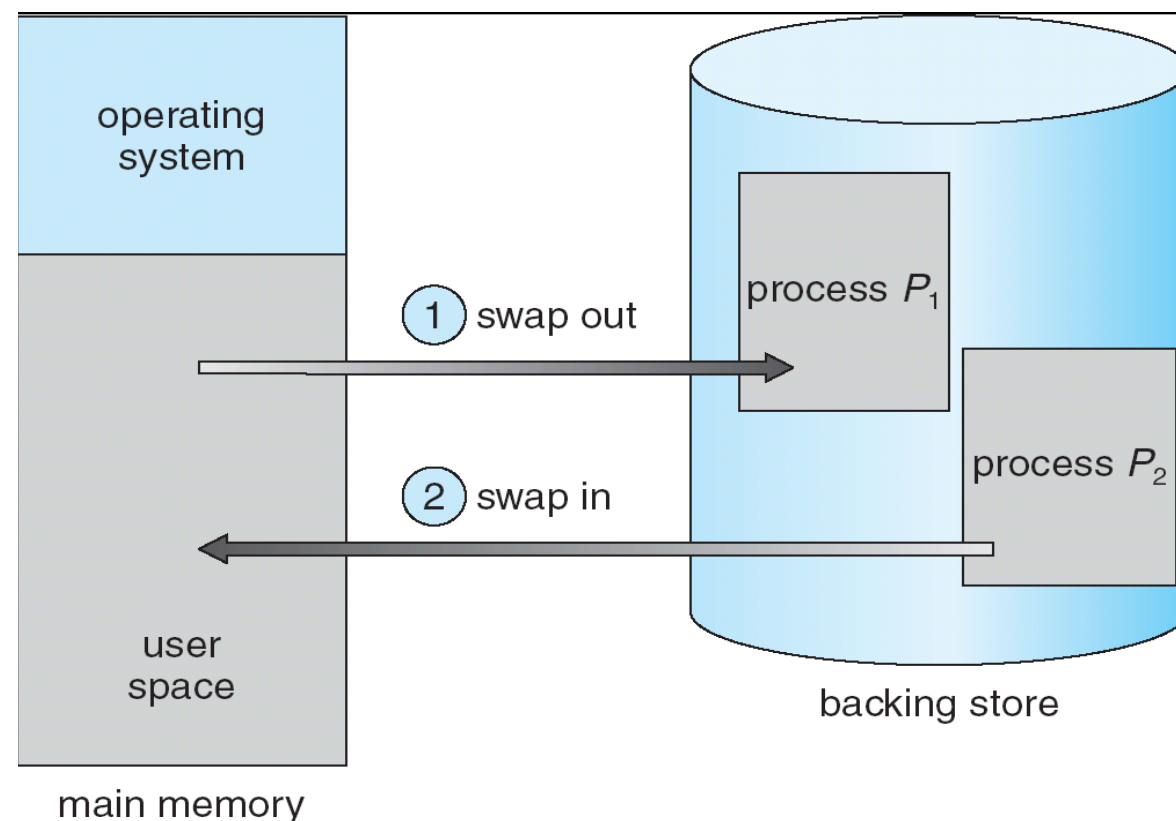 operating
system
1 swap out
process P₁
process P₂
2 swap in
user
space
backing store
main memory